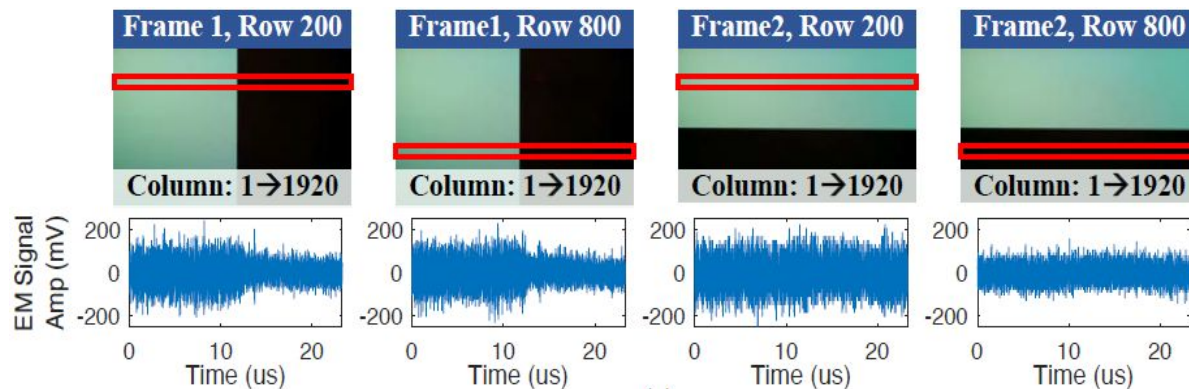 Frame 1, Row 200
Frame1, Row 800
Frame2, Row 200
Frame2, Row 800
Column: 1→1920
Column: 1→1920
Column: 1→1920
Column: 1→1920
EM Signal
Amp (mV)
200
0
-200
0 10 20
Time (us)
200
0
-200
0 10 20
Time (us)
200
0
-200
0 10 20
Time (us)
200
0
-200
0 10 20
Time (us)